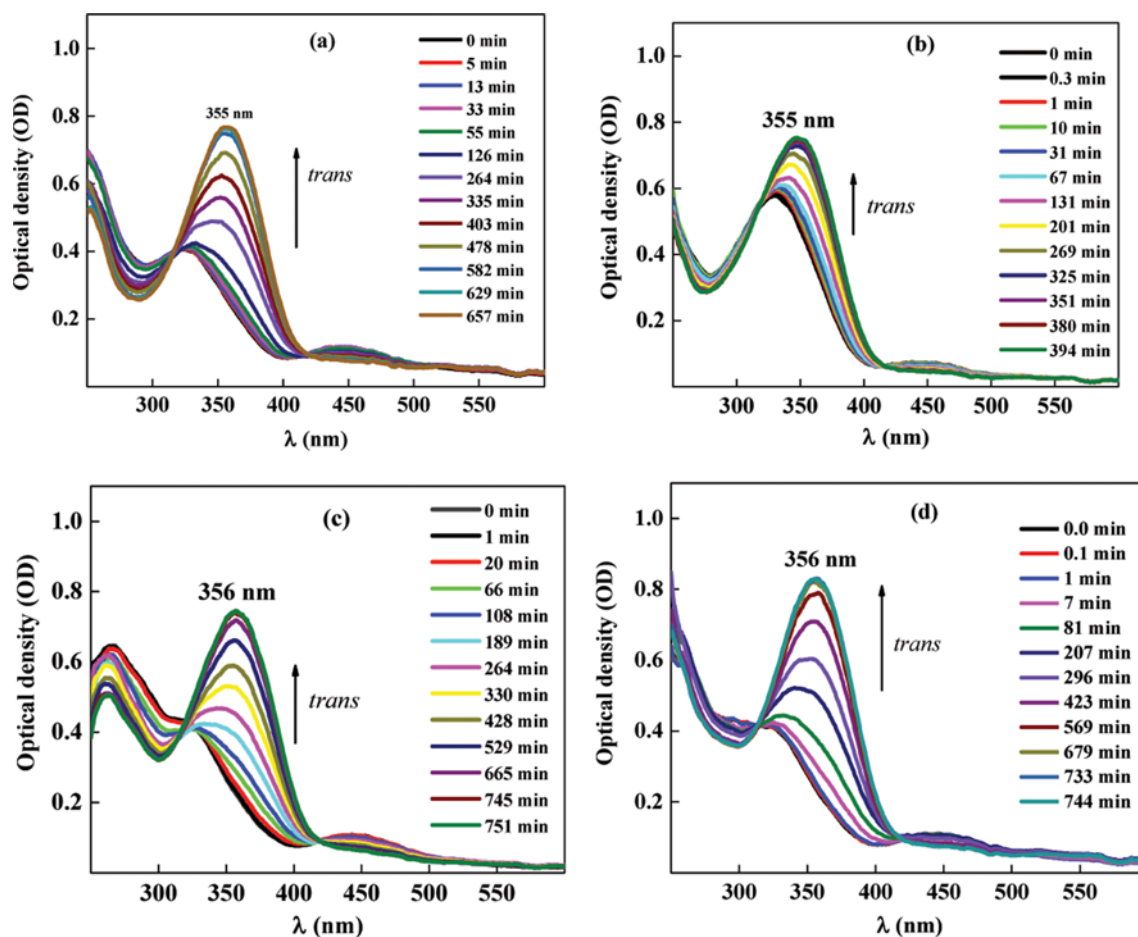 (a)
1.0
0.8
0.6
0.4
0.2
Optical density (OD)
355 nm
trans
0 min
5 min
13 min
33 min
55 min
126 min
264 min
335 min
403 min
478 min
582 min
629 min
657 min
300 350 400 450 500 550
λ (nm)
(b)
1.0
0.8
0.6
0.4
0.2
Optical density (OD)
355 nm
trans
0 min
0.3 min
1 min
10 min
31 min
67 min
131 min
201 min
269 min
325 min
351 min
380 min
394 min
300 350 400 450 500 550
λ (nm)
(c)
1.0
0.8
0.6
0.4
0.2
Optical density (OD)
356 nm
trans
0 min
1 min
20 min
66 min
108 min
189 min
264 min
330 min
428 min
529 min
665 min
745 min
751 min
300 350 400 450 500 550
λ (nm)
(d)
1.0
0.8
0.6
0.4
0.2
Optical density (OD)
356 nm
trans
0.0 min
0.1 min
1 min
7 min
81 min
207 min
296 min
423 min
569 min
679 min
733 min
744 min
300 350 400 450 500 550
λ (nm)